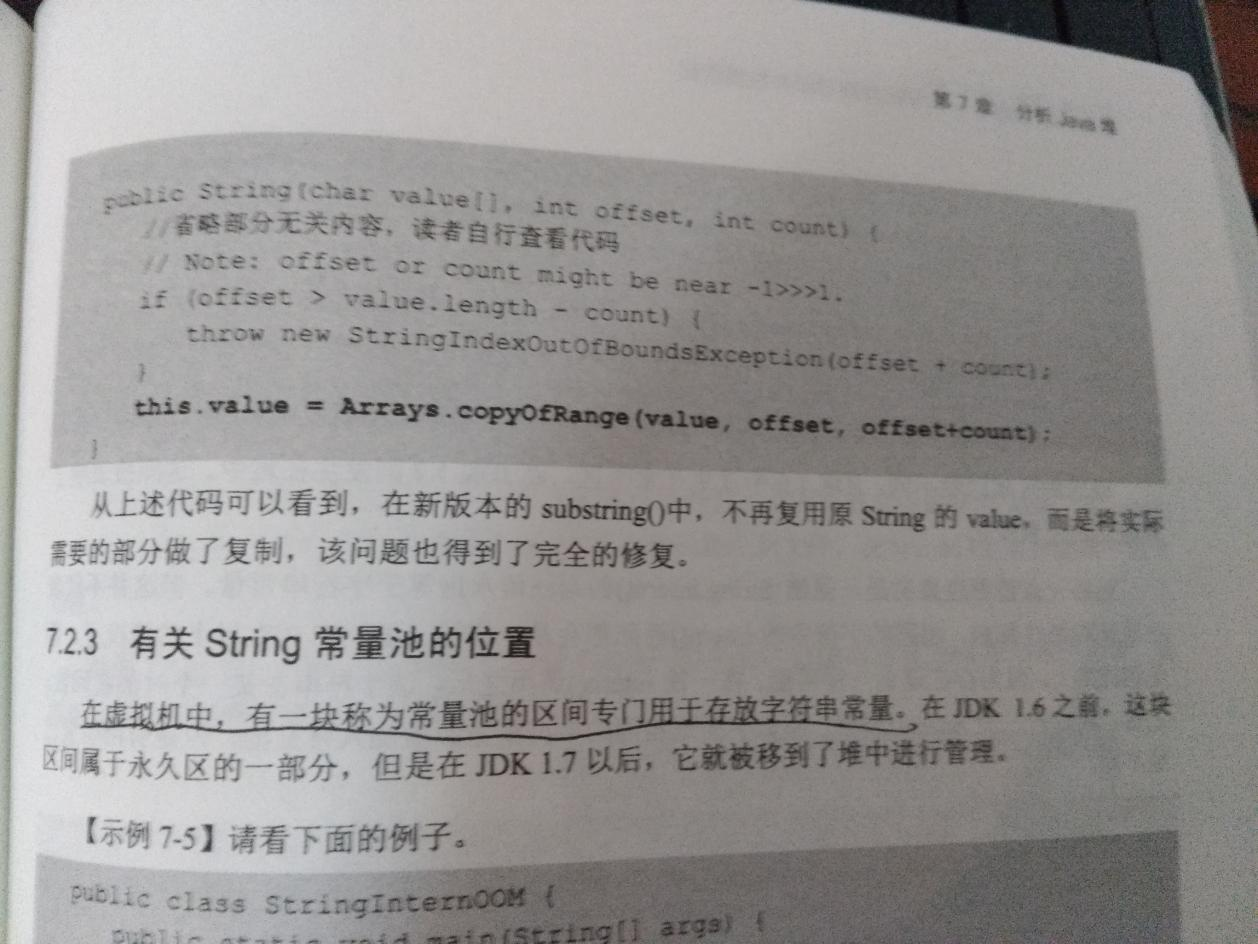 第 7 章 分析 Java 堆
public String(char value[], int offset, int count) {
//省略部分无关内容，读者自行查看代码
// Note: offset or count might be near -1>>>1.
if (offset > value.length - count) {
throw new StringIndexOutOfBoundsException(offset + count);
}
this.value = Arrays.copyOfRange(value, offset, offset+count);
}
从上述代码可以看到，在新版本的 substring()中，不再复用原 String 的 value，而是将实际
需要的部分做了复制，该问题也得到了完全的修复。
7.2.3 有关 String 常量池的位置
在虚拟机中，有一块称为常量池的区间专门用于存放字符串常量。在 JDK 1.6 之前，这块
区间属于永久区的一部分，但是在 JDK 1.7 以后，它就被移到了堆中进行管理。
【示例 7-5】请看下面的例子。
public class StringInternOOM {
public static void main(String[] args) {